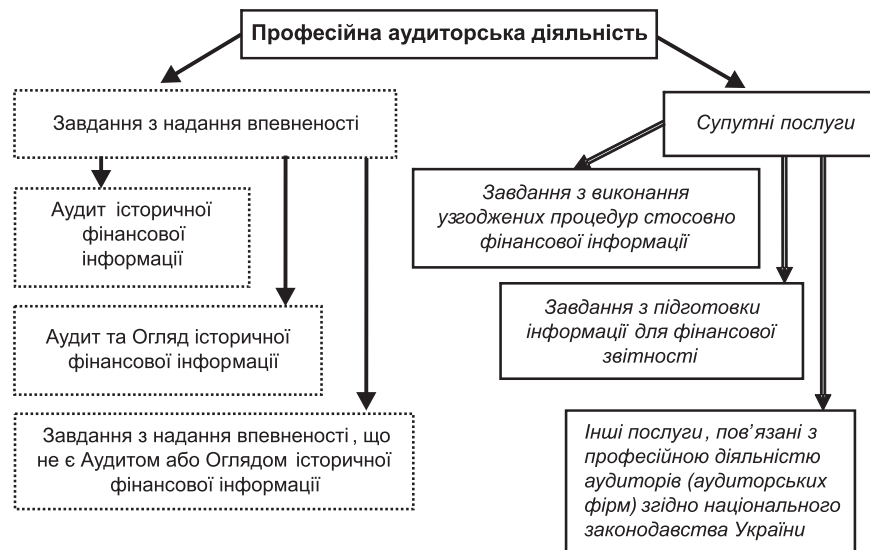 Професійна аудиторська діяльність
Завдання з надання впевненості
Аудит історичної
фінансової
інформації
Аудит та Огляд історичної
фінансової інформації
Завдання з надання впевненості, що
не є Аудитом або Оглядом історичної
фінансової інформації
Супутні послуги
Завдання з виконання
узгоджених процедур стосовно
фінансової інформації
Завдання з підготовки
інформації для фінансової
звітності
Інші послуги, пов’язані з
професійною діяльністю
аудиторів (аудиторських
фірм) згідно національного
законодавства України